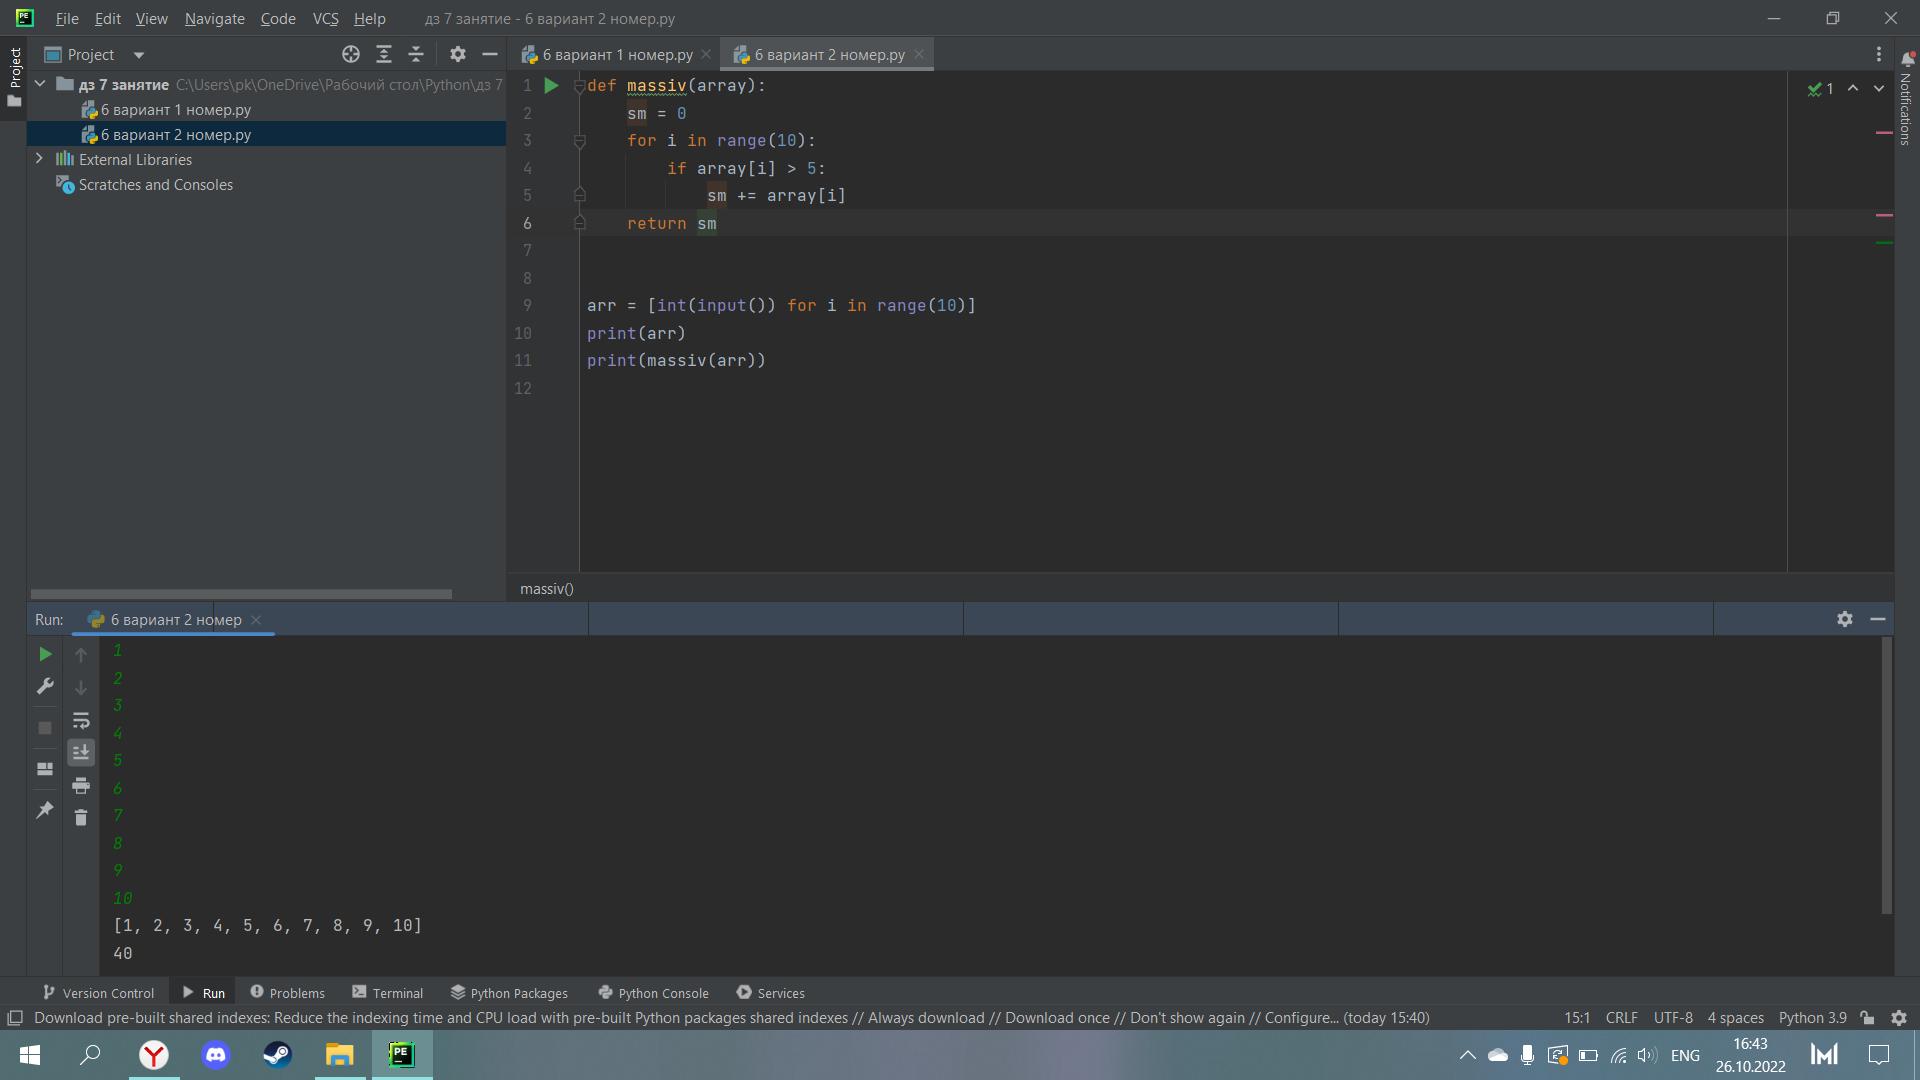 File Edit View Navigate Code VCS Help дз 7 занятие - 6 вариант 2 номер.py
Project
Project
дз 7 занятие C:\Users\pk\OneDrive\Рабочий стол\Python\дз 7
6 вариант 1 номер.py
6 вариант 2 номер.py
External Libraries
Scratches and Consoles
6 вариант 1 номер.py 6 вариант 2 номер.py
1 def massiv(array):
2 sm = 0
3 for i in range(10):
4 if array[i] > 5:
5 sm += array[i]
6 return sm
7
8
9 arr = [int(input()) for i in range(10)]
10 print(arr)
11 print(massiv(arr))
12
1
Notifications
massiv()
Run: 6 вариант 2 номер
1
2
3
4
5
6
7
8
9
10
[1, 2, 3, 4, 5, 6, 7, 8, 9, 10]
40
Version Control Run Problems Terminal Python Packages Python Console Services
Download pre-built shared indexes: Reduce the indexing time and CPU load with pre-built Python packages shared indexes // Always download // Download once // Don't show again // Configure... (today 15:40) 15:1 CRLF UTF-8 4 spaces Python 3.9
PE ENG 16:43
26.10.2022